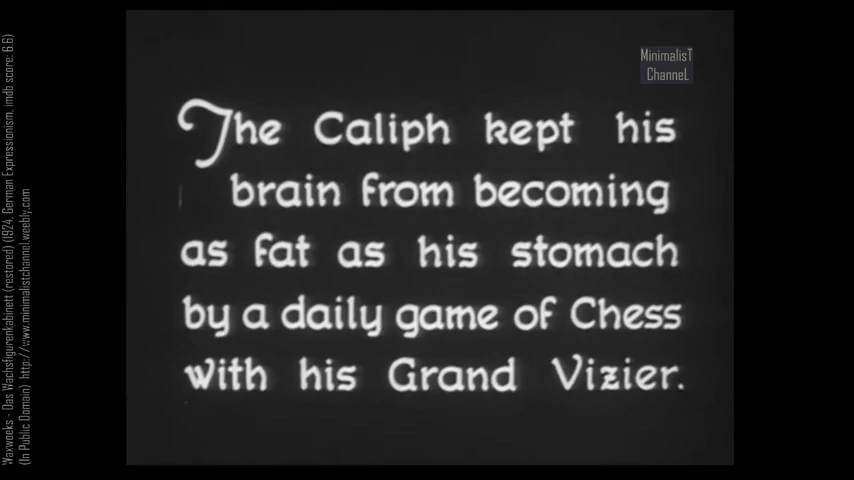 MinimalisT
ChanneL
The Caliph kept his
brain from becoming
as fat as his stomach
by a daily game of Chess
with his Grand Vizier.
Waxwoeks - Das Wachsfigurenkabinett (restored) (1924, German Expressionism, imdb score: 6.6)
(In Public Domain) http://www.minimalistchannel.weebly.com